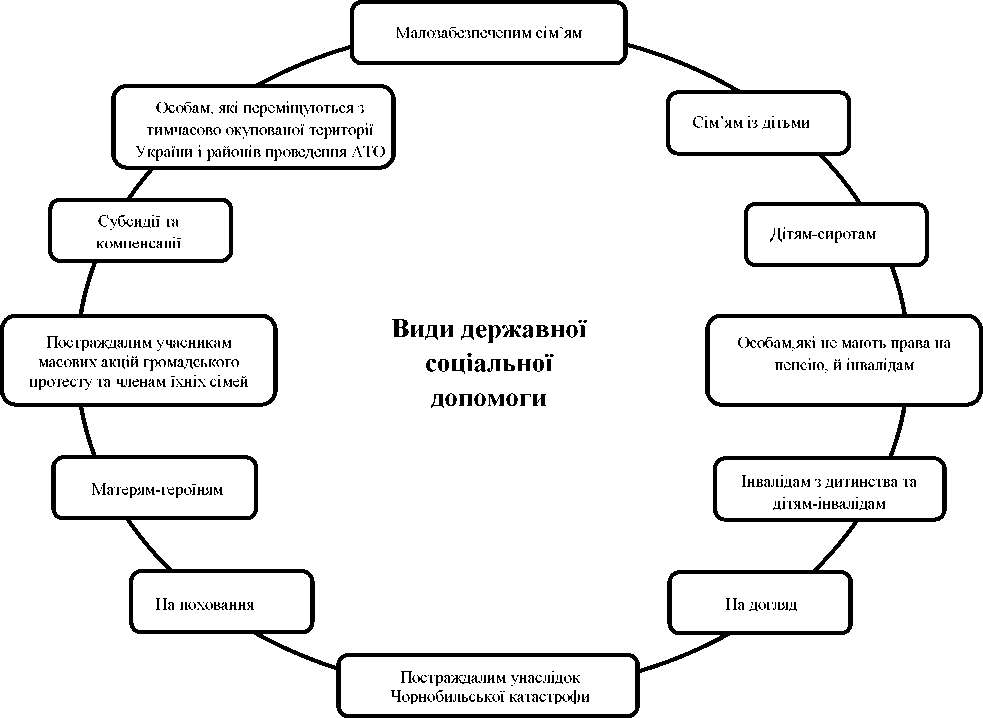 Малозабезпеченим сім’ям
Сім’ям із дітьми
Дітям-сиротам
Особам,які не мають права на
пенсію, й інвалідам
Інвалідам з дитинства та
дітям-інвалідам
На догляд
Постраждалим унаслідок
Чорнобильської катастрофи
На поховання
Матерям-героїням
Постраждалим учасникам
масових акцій громадського
протесту та членам їхніх сімей
Субсидії та
компенсації
Особам, які переміщуються з
тимчасово окупованої території
України і районів проведення АТО
Види державної
соціальної
допомоги